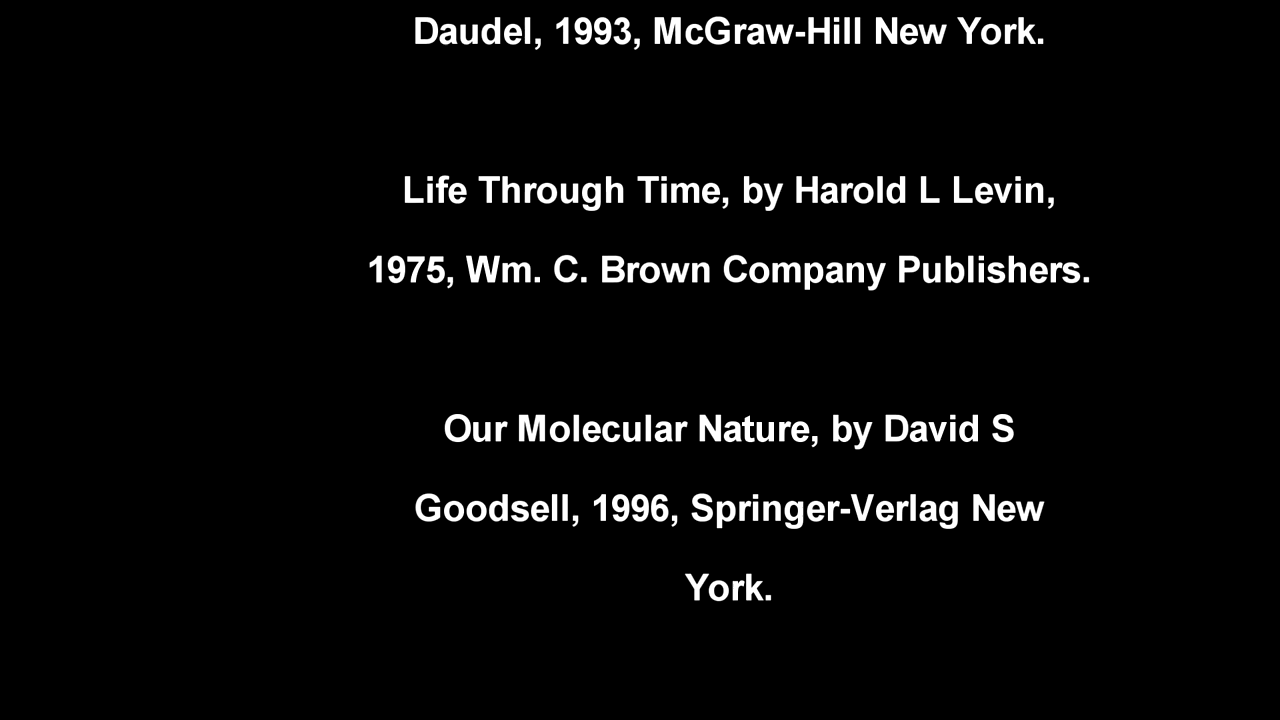 Daudel, 1993, McGraw-Hill New York.
Life Through Time, by Harold L Levin,
1975, Wm. C. Brown Company Publishers.
Our Molecular Nature, by David S
Goodsell, 1996, Springer-Verlag New
York.